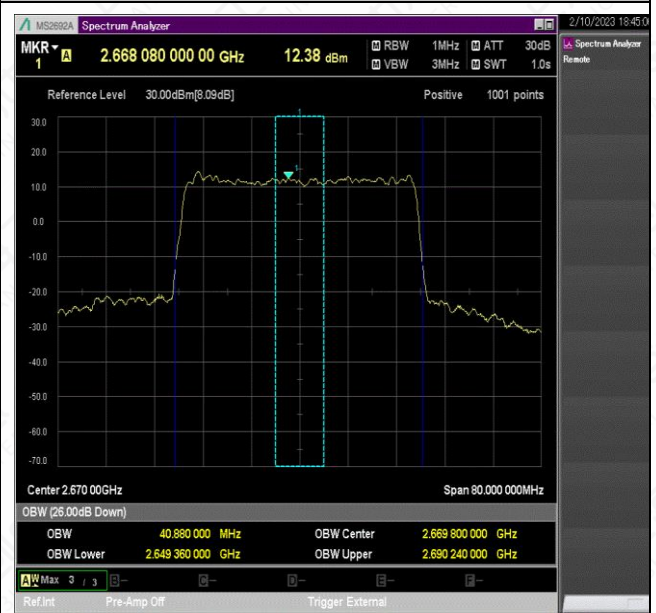 MS2692A Spectrum Analyzer
2/10/2023 18:45:0
MKR 1 A 2.668 080 000 00 GHz 12.38 dBm
M RBW 1MHz M ATT 30dB
M VBW 3MHz M SWT 1.0s
Spectrum Analyzer
Remote
Reference Level 30.00dBm[8.09dB] Positive 1001 points
1
30.0
20.0
1
10.0
0.0
-10.0
-20.0
-30.0
-40.0
-50.0
-60.0
-70.0
Center 2.670 00GHz Span 80.000 000MHz
OBW (26.00dB Down)
OBW 40.880 000 MHz OBW Center 2.669 800 000 GHz
OBW Lower 2.649 360 000 GHz OBW Upper 2.690 240 000 GHz
A W Max 3 / 3 B- C- D- E- F-
Ref.Int Pre-Amp Off Trigger External